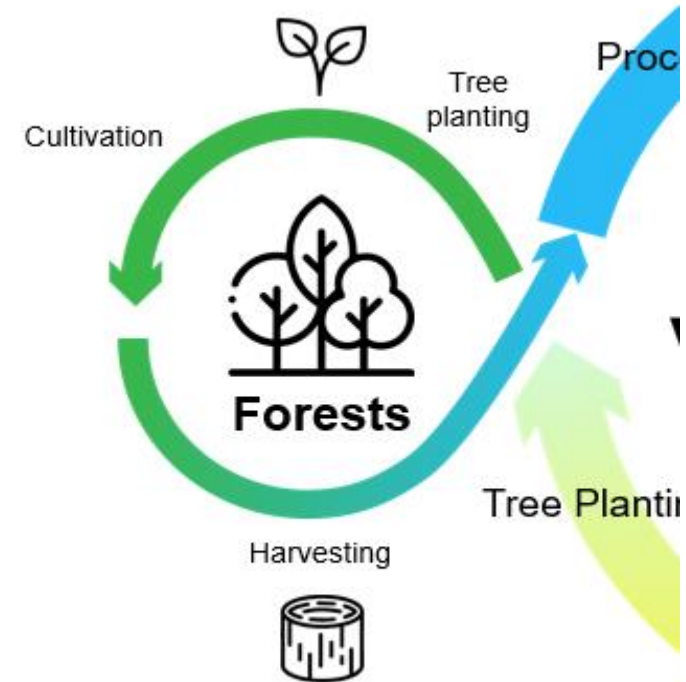 Proc
Tree
planting
Cultivation
Forests
Tree Plantin
Harvesting